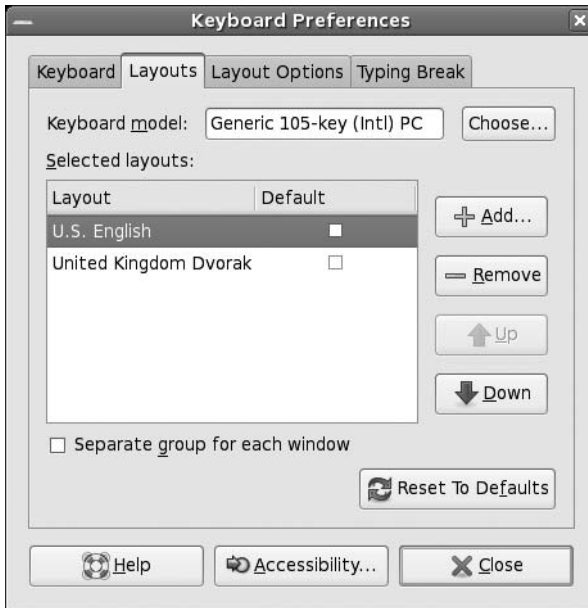 Keyboard Preferences
Keyboard Layouts Layout Options Typing Break
Keyboard model: Generic 105-key (Intl) PC Choose...
Selected layouts:
Layout Default
Add...
U.S. English
United Kingdom Dvorak
Remove
Up
Down
Separate group for each window
Reset To Defaults
Help Accessibility... Close